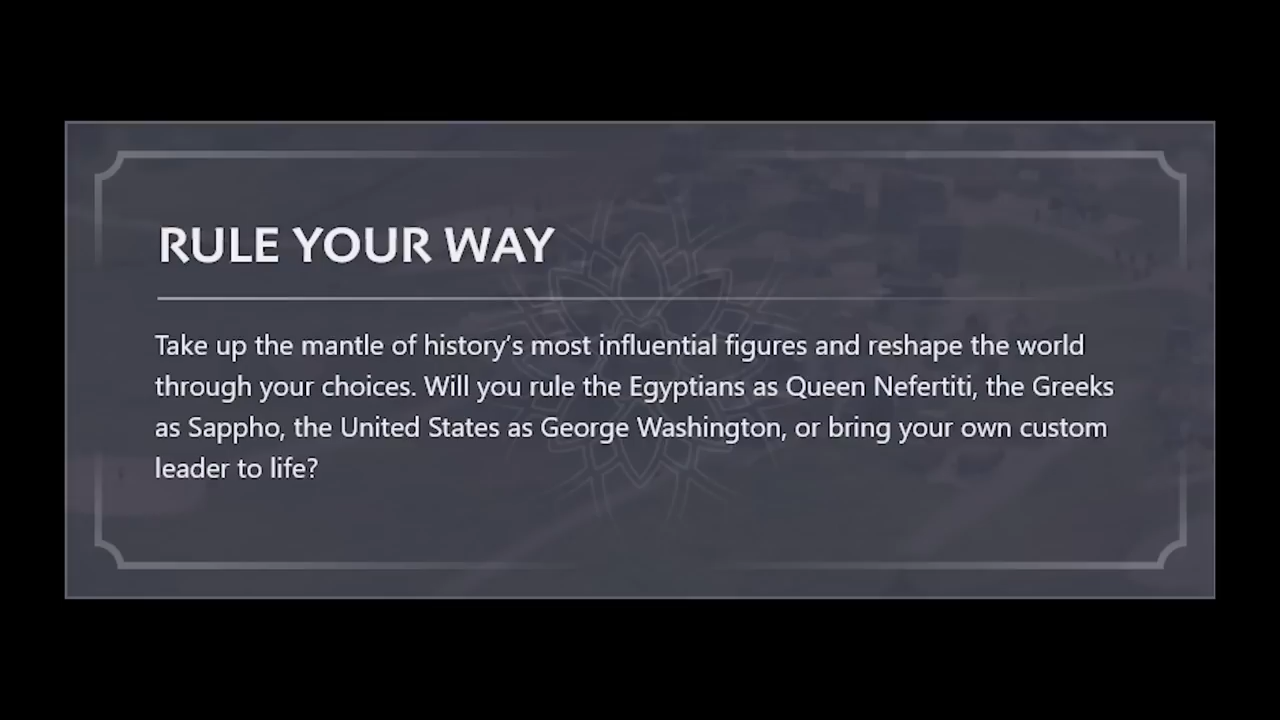 RULE YOUR WAY
Take up the mantle of history’s most influential figures and reshape the world
through your choices. Will you rule the Egyptians as Queen Nefertiti, the Greeks
as Sappho, the United States as George Washington, or bring your own custom
leader to life?